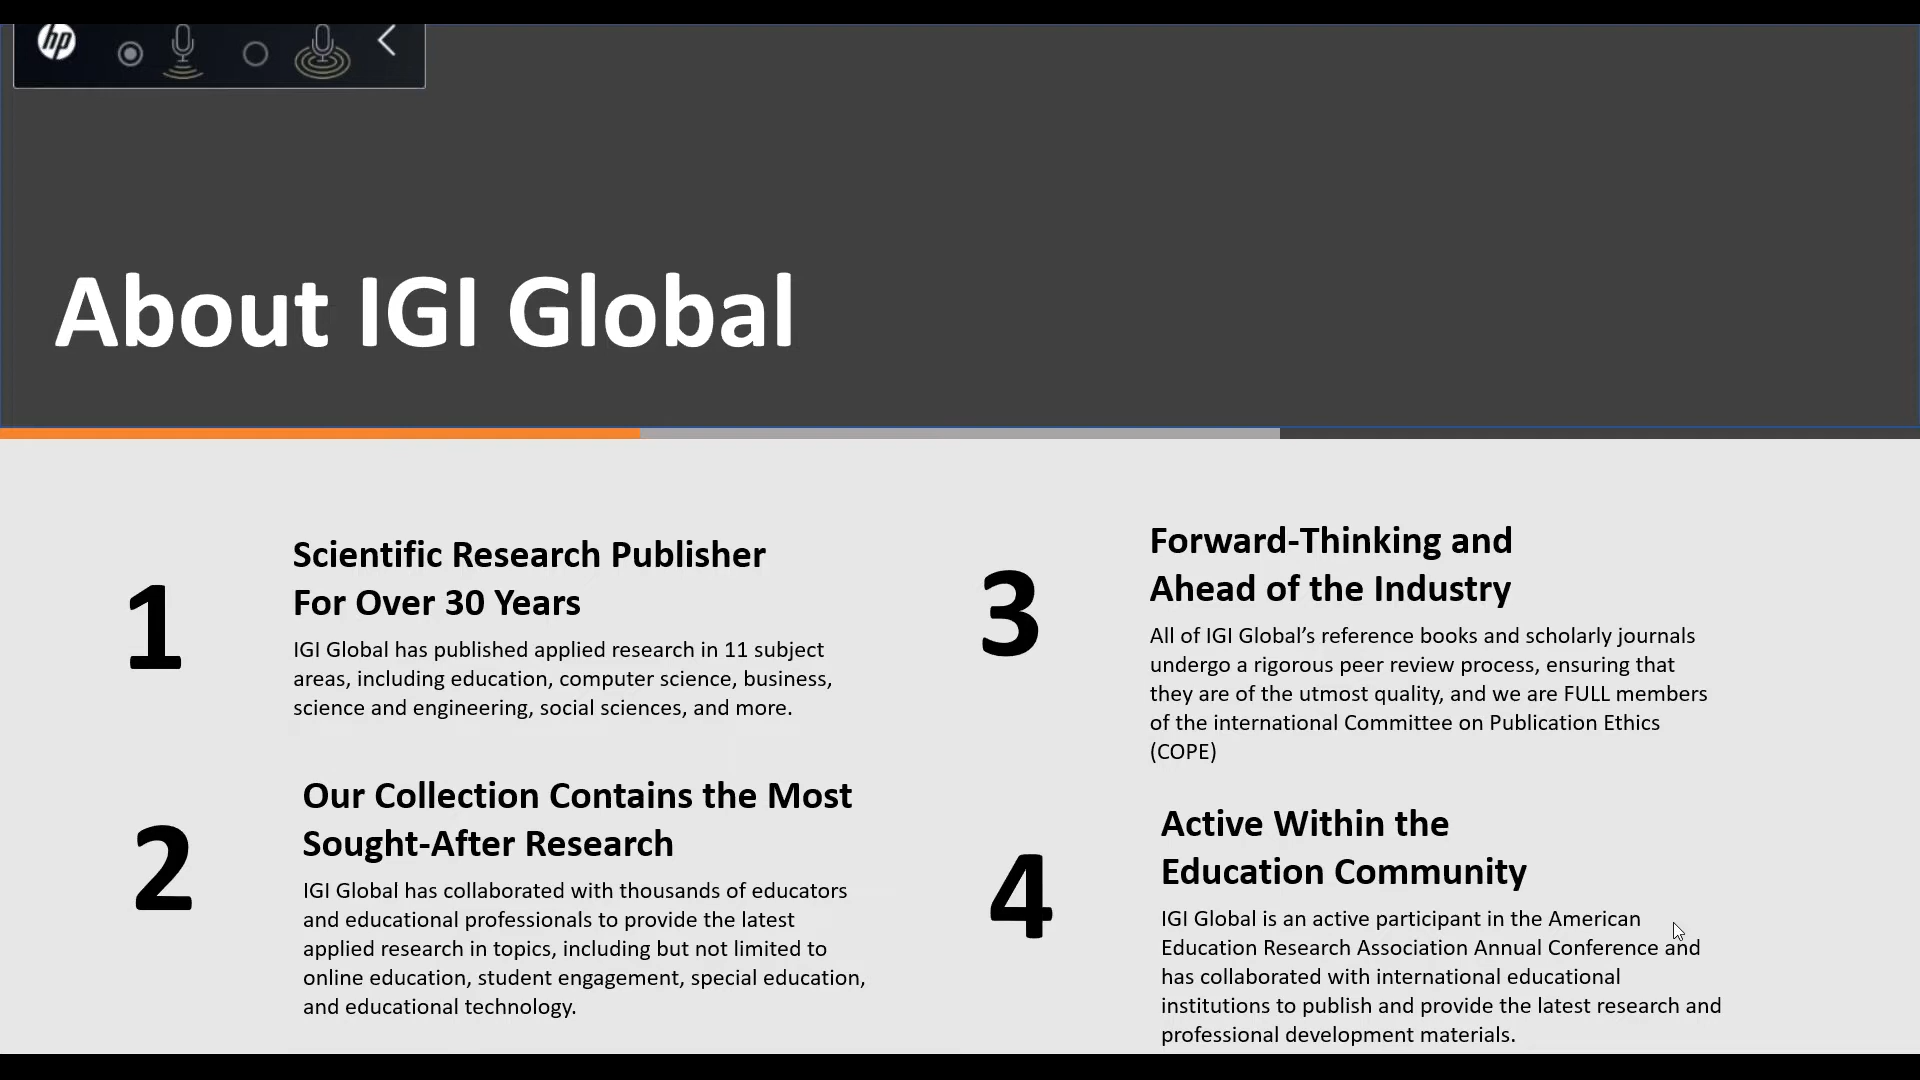 hp
About IGI Global
1
Scientific Research Publisher
For Over 30 Years
IGI Global has published applied research in 11 subject
areas, including education, computer science, business,
science and engineering, social sciences, and more.
2
Our Collection Contains the Most
Sought-After Research
IGI Global has collaborated with thousands of educators
and educational professionals to provide the latest
applied research in topics, including but not limited to
online education, student engagement, special education,
and educational technology.
3
Forward-Thinking and
Ahead of the Industry
All of IGI Global’s reference books and scholarly journals
undergo a rigorous peer review process, ensuring that
they are of the utmost quality, and we are FULL members
of the international Committee on Publication Ethics
(COPE)
4
Active Within the
Education Community
IGI Global is an active participant in the American
Education Research Association Annual Conference and
has collaborated with international educational
institutions to publish and provide the latest research and
professional development materials.